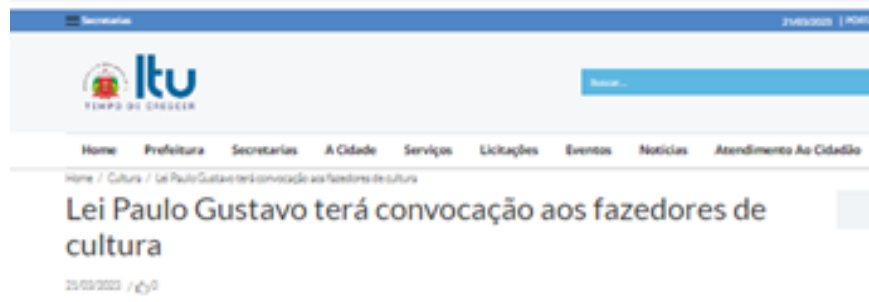 Secretarias 21/03/2023 |
Itu
TEMPO DE CRESCER
Buscar...
Home Prefeitura Secretarias A Cidade Serviços Licitações Eventos Notícias Atendimento Ao Cidadão
Home / Cultura / Lei Paulo Gustavo terá convocação aos fazedores de cultura
Lei Paulo Gustavo terá convocação aos fazedores de
cultura
21/03/2023 / 0